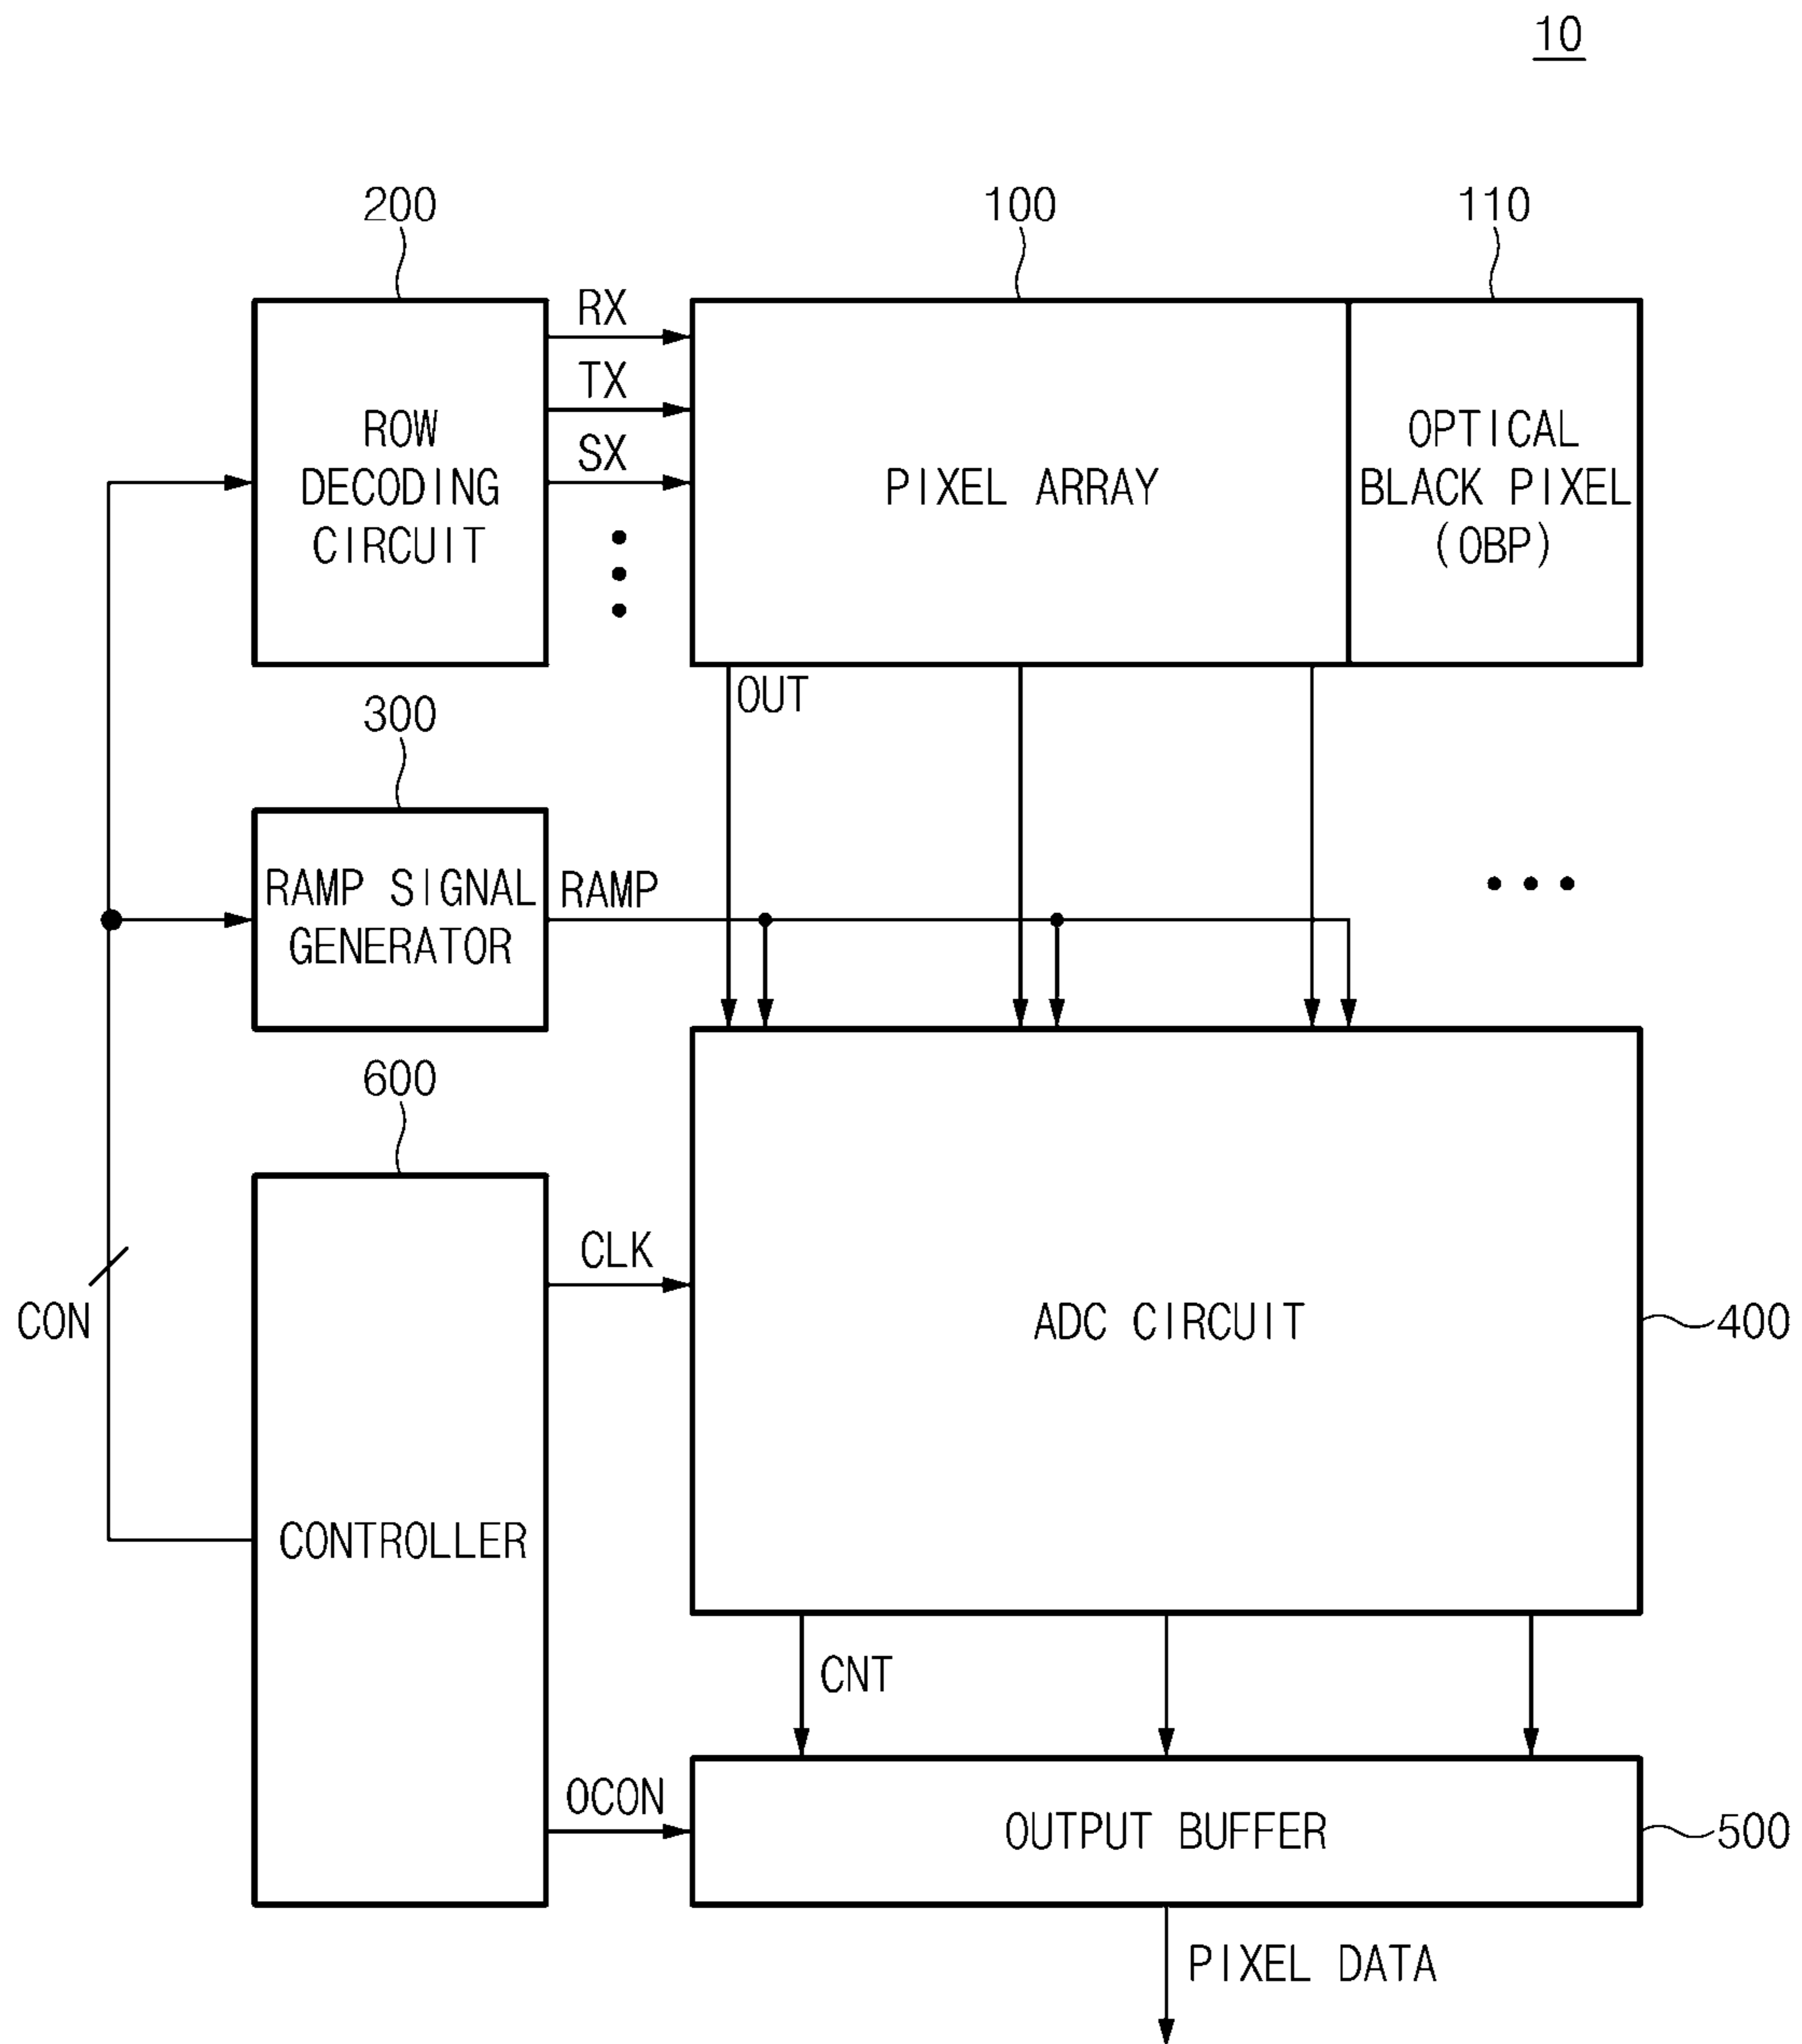 10
200
100
110
RX
TX
SX
ROW
DECODING
CIRCUIT
PIXEL ARRAY
OPTICAL
BLACK PIXEL
(OBP)
OUT
300
RAMP SIGNAL
GENERATOR
RAMP
600
CLK
CON
ADC CIRCUIT
400
CONTROLLER
CNT
OCON
OUTPUT BUFFER
500
PIXEL DATA